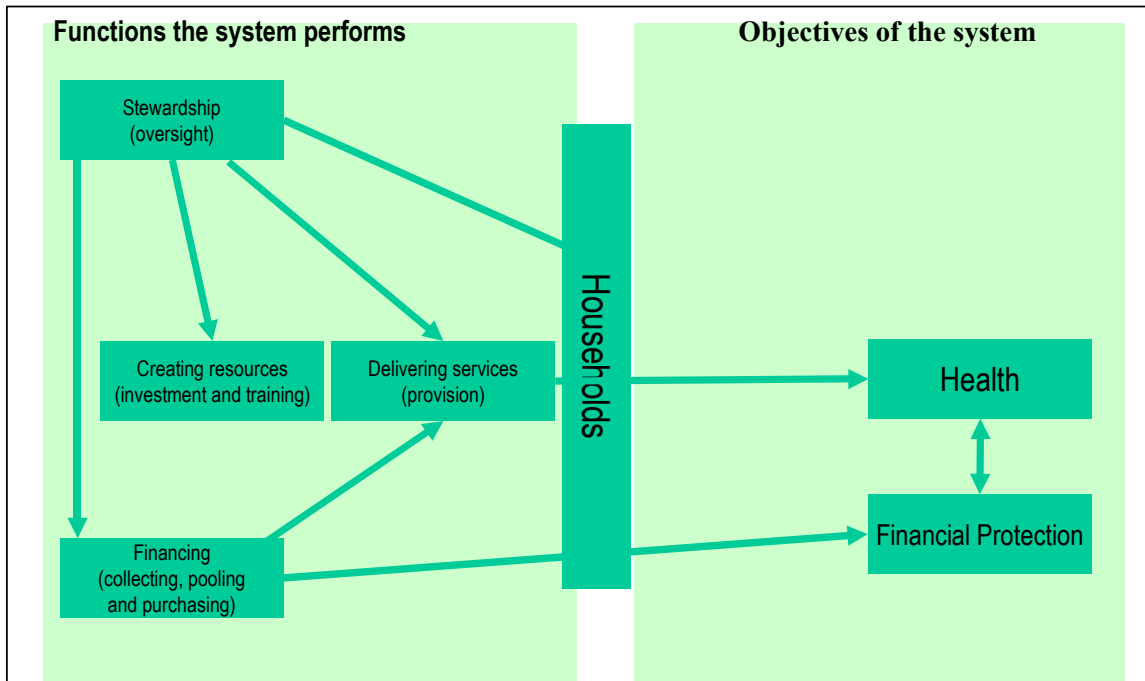 Functions the system performs
Objectives of the system
Stewardship
(oversight)
Creating resources
(investment and training)
Delivering services
(provision)
Financing
(collecting, pooling
and purchasing)
Households
Health
Financial Protection